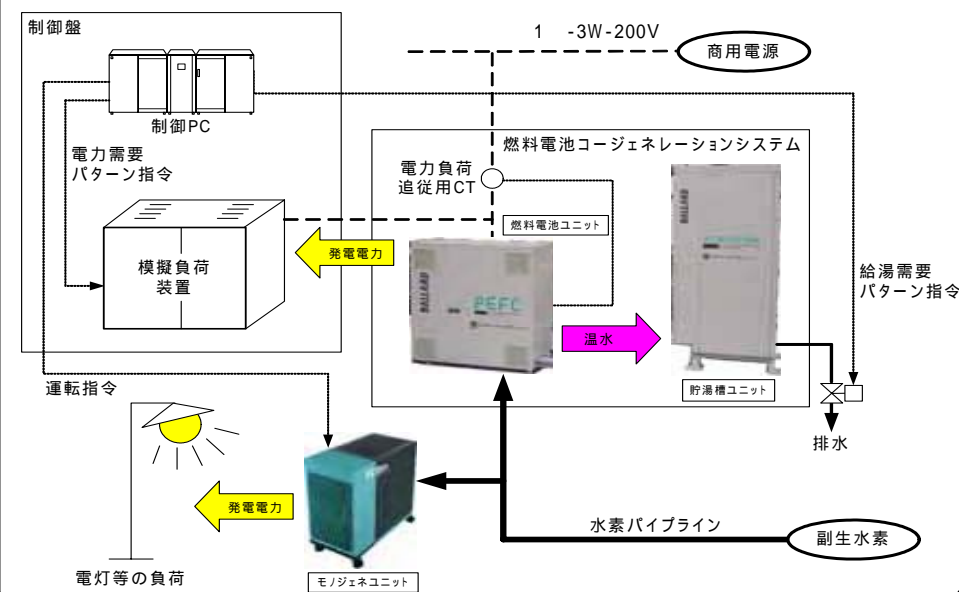 制御盤
1 -3W-200V
商用電源
制御PC
電力需要
パターン指令
燃料電池コージェネレーションシステム
電力負荷
追従用CT
燃料電池ユニット
発電電力
模擬負荷
装置
BALLARD
PEFC
BALLARD
温水
給湯需要
パターン指令
貯湯槽ユニット
運転指令
排水
発電電力
水素パイプライン
副生水素
電灯等の負荷
モノジェネユニット